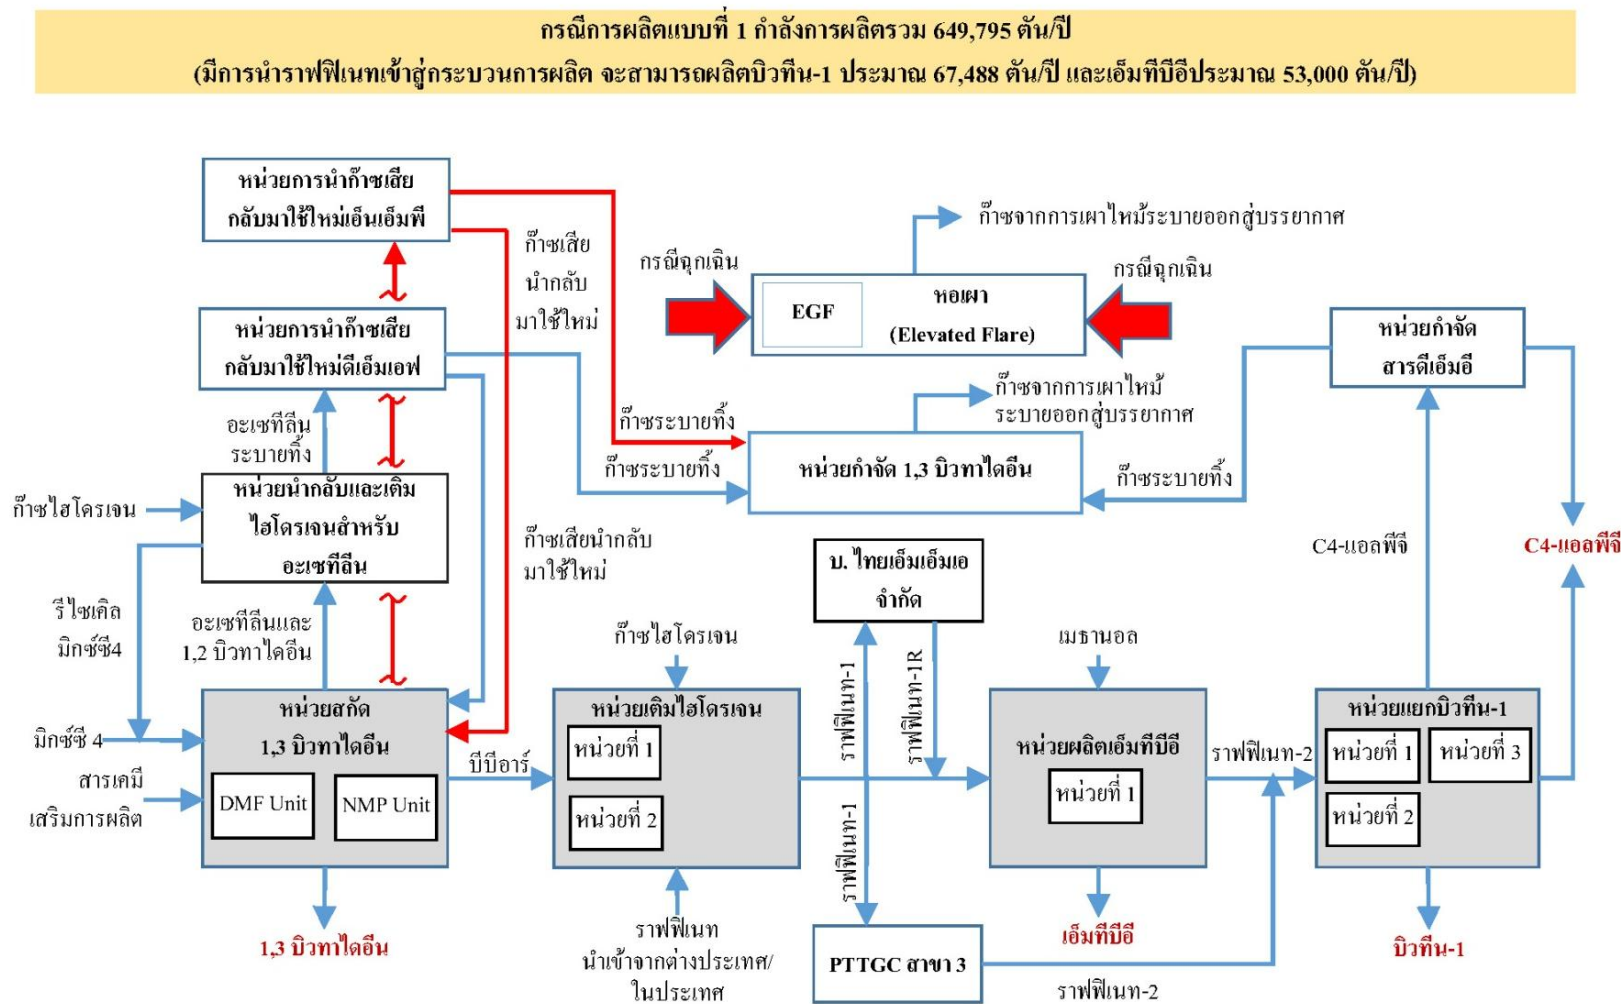 กรณีการผลิตแบบที่ 1 กำลังการผลิตรวม 649,795 ตัน/ปี
(มีการนำราฟฟิเนทเข้าสู่กระบวนการผลิต จะสามารถผลิตบิวทีน-1 ประมาณ 67,488 ตัน/ปี และเอ็มทีบีอีประมาณ 53,000 ตัน/ปี)
หน่วยการนำก๊าซเสีย
กลับมาใช้ใหม่เอ็นเอ็มพี
ก๊าซเสีย
นำกลับ
มาใช้ใหม่
ก๊าซจากการเผาไหม้ระบายออกสู่บรรยากาศ
กรณีฉุกเฉิน
กรณีฉุกเฉิน
EGF
หอเผา
(Elevated Flare)
หน่วยการนำก๊าซเสีย
กลับมาใช้ใหม่ดีเอ็มเอฟ
หน่วยกำจัด
สารดีเอ็มอี
ก๊าซจากการเผาไหม้
ระบายออกสู่บรรยากาศ
อะเซทีลีน
ระบายทิ้ง
ก๊าซระบายทิ้ง
ก๊าซระบายทิ้ง
หน่วยกำจัด 1,3 บิวทาไดอีน
ก๊าซระบายทิ้ง
ก๊าซไฮโดรเจน
หน่วยนำกลับและเติม
ไฮโดรเจนสำหรับ
อะเซทีลีน
ก๊าซเสียนำกลับ
มาใช้ใหม่
บ. ไทยเอ็มเอ็มเอ
จำกัด
C4-แอลพีจี
C4-แอลพีจี
รีไซเคิล
มิกซ์ซี4
อะเซทีลีนและ
1,2 บิวทาไดอีน
ก๊าซไฮโดรเจน
ราฟฟิเนท-1
ราฟฟิเนท-1R
เมธานอล
มิกซ์ซี 4
สารเคมี
เสริมการผลิต
หน่วยสกัด
1,3 บิวทาไดอีน
DMF Unit
NMP Unit
บีบีอาร์
หน่วยเติมไฮโดรเจน
หน่วยที่ 1
หน่วยที่ 2
ราฟฟิเนท-1
หน่วยผลิตเอ็มทีบีอี
หน่วยที่ 1
ราฟฟิเนท-2
หน่วยแยกบิวทีน-1
หน่วยที่ 1
หน่วยที่ 3
หน่วยที่ 2
1,3 บิวทาไดอีน
ราฟฟิเนท
นำเข้าจากต่างประเทศ/
ในประเทศ
PTTGC สาขา 3
เอ็มทีบีอี
ราฟฟิเนท-2
บิวทีน-1